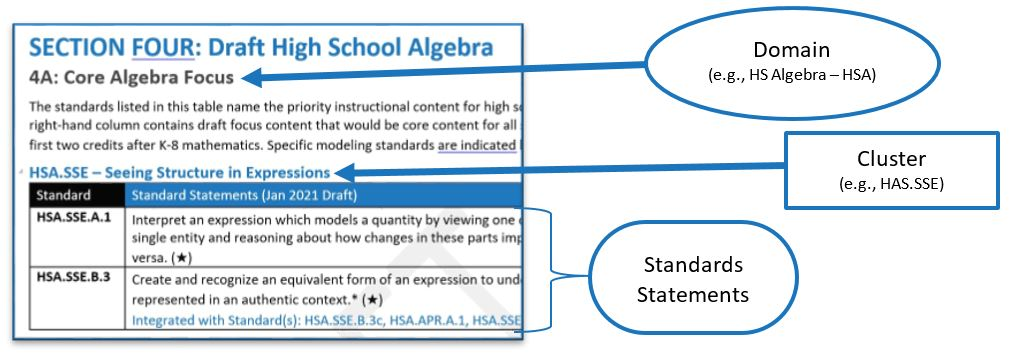 SECTION FOUR: Draft High School Algebra
4A: Core Algebra Focus
The standards listed in this table name the priority instructional content for high
right-hand column contains draft focus content that would be core content for all
first two credits after K-8 mathematics. Specific modeling standards are indicated
HSA.SSE – Seeing Structure in Expressions
Standard Standard Statements (Jan 2021 Draft)
HSA.SSE.A.1 Interpret an expression which models a quantity by viewing one
single entity and reasoning about how changes in these parts
versa. (★)
HSA.SSE.B.3 Create and recognize an equivalent form of an expression to
represented in an authentic context.* (★)
Integrated with Standard(s): HSA.SSE.B.3c, HSA.APR.A.1, HSA.SSE
Domain
(e.g., HS Algebra – HSA)
Cluster
(e.g., HAS.SSE)
Standards
Statements